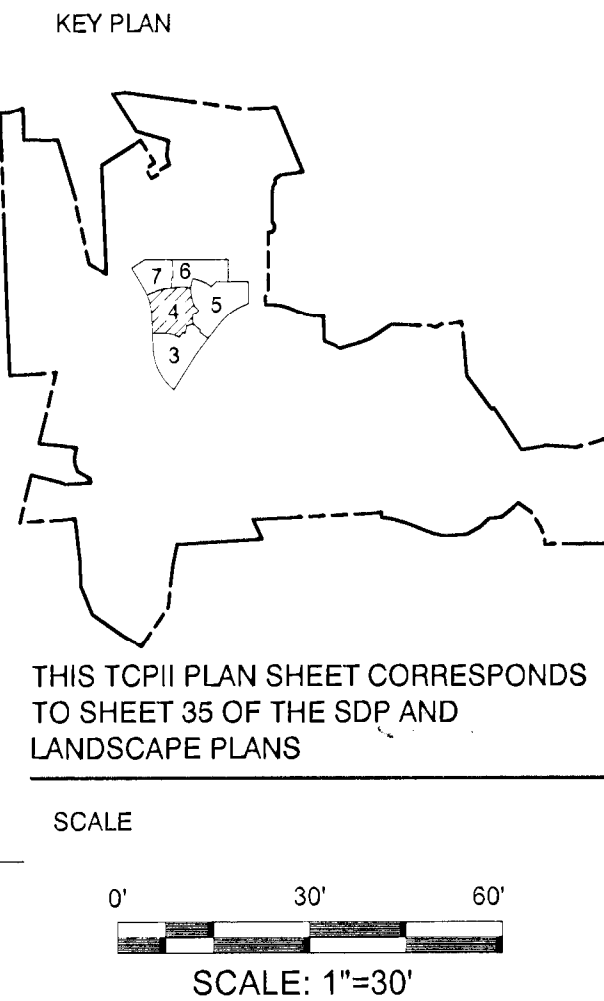 KEY PLAN
7 6
5
4
3
THIS TCPII PLAN SHEET CORRESPONDS
TO SHEET 35 OF THE SDP AND
LANDSCAPE PLANS
SCALE
0' 30' 60'
SCALE: 1"=30'